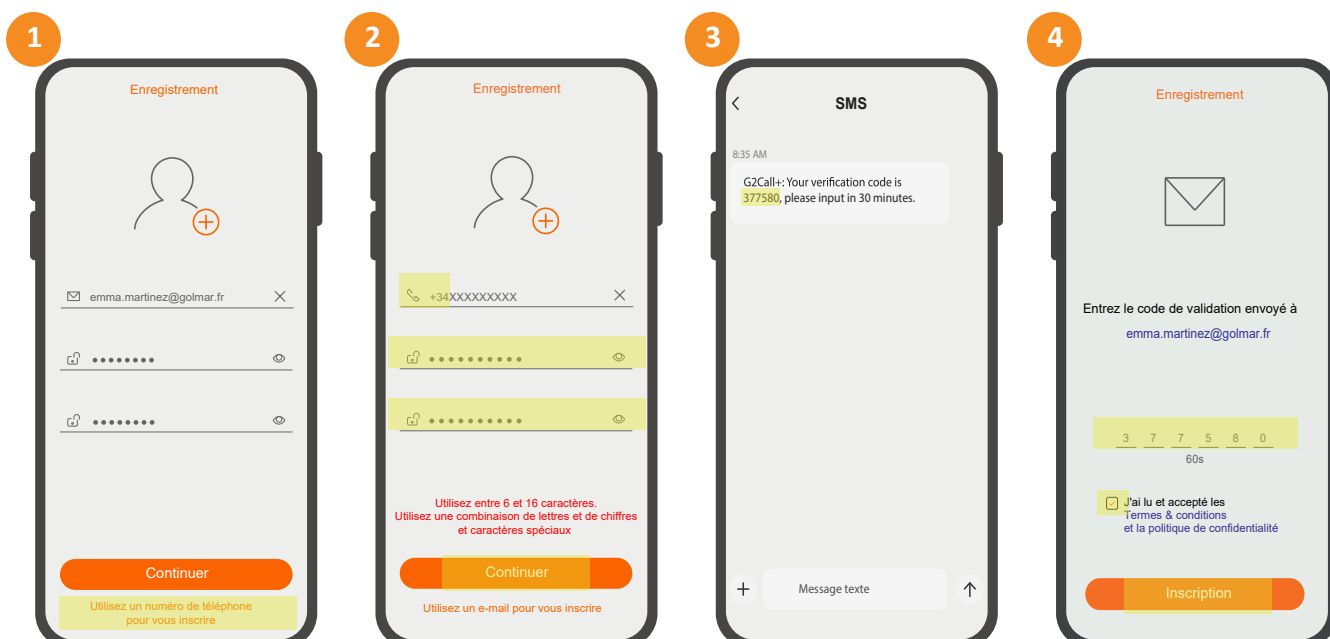 1
Enregistrement
emma.martinez@golmar.fr
Continuer
Utilisez un numéro de téléphone
pour vous inscrire
2
Enregistrement
+34XXXXXXXXX
Utilisez entre 6 et 16 caractères.
Utilisez une combinaison de lettres et de chiffres
et caractères spéciaux
Continuer
Utilisez un e-mail pour vous inscrire
3
SMS
8:35 AM
G2Call+: Your verification code is
377580, please input in 30 minutes.
Message texte
4
Enregistrement
Entrez le code de validation envoyé à
emma.martinez@golmar.fr
3 7 7 5 8 0
60s
J'ai lu et accepté les
Termes & conditions
et la politique de confidentialité
Inscription